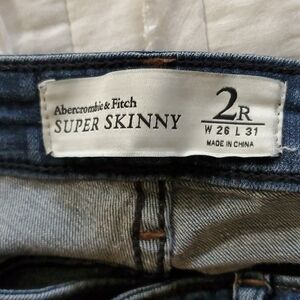 Abercrombie & Fitch
SUPER SKINNY
2R
W 26 L 31
MADE IN CHINA